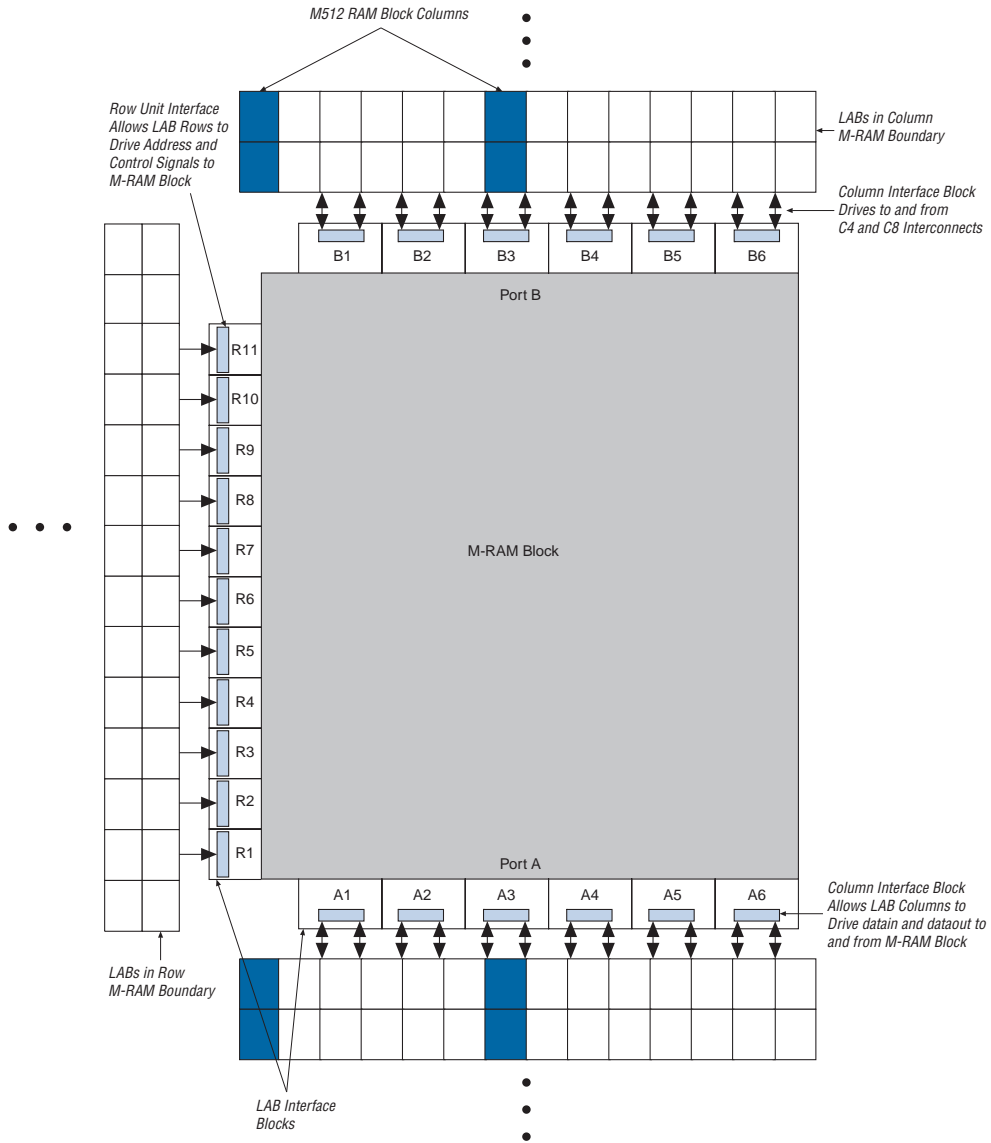 M512 RAM Block Columns
Row Unit Interface
Allows LAB Rows to
Drive Address and
Control Signals to
M-RAM Block
LABs in Column
M-RAM Boundary
Column Interface Block
Drives to and from
C4 and C8 Interconnects
B1 B2 B3 B4 B5 B6
Port B
R11
R10
R9
R8
R7
M-RAM Block
R6
R5
R4
R3
R2
R1
Port A
A1 A2 A3 A4 A5 A6
Column Interface Block
Allows LAB Columns to
Drive datain and dataout to
and from M-RAM Block
LABs in Row
M-RAM Boundary
LAB Interface
Blocks